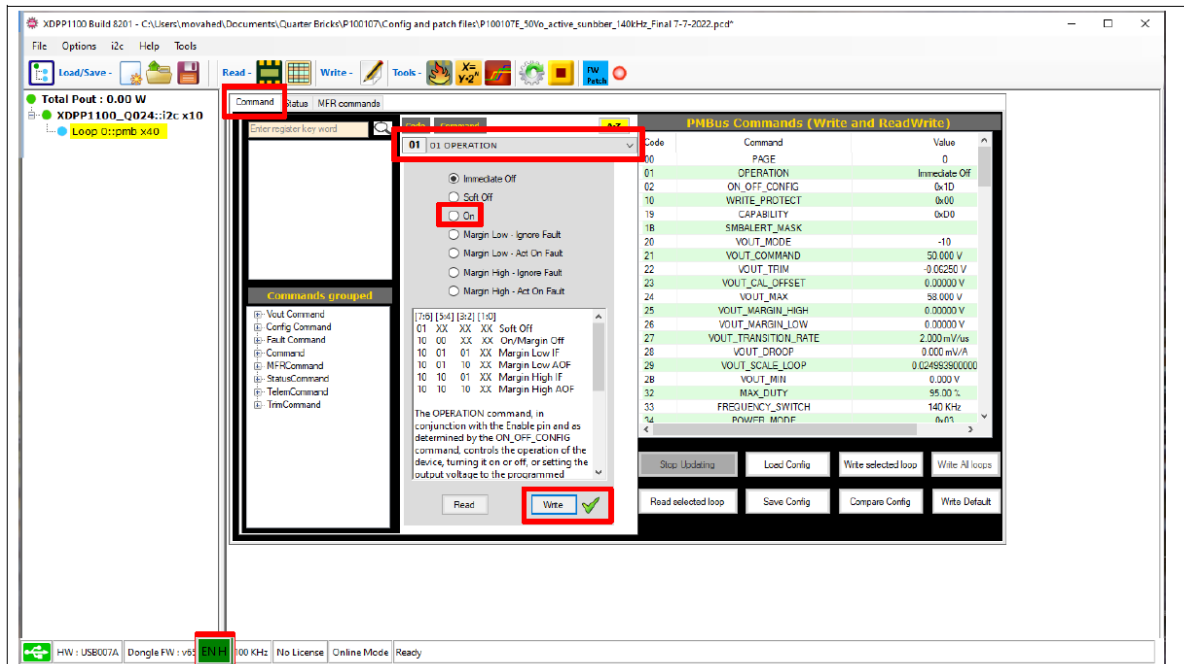 XDPP1100 Build 8201 - C:\Users\movahed\Documents\Quarter Bricks\P100107\Config and patch files\P100107E_50Vo_active_sunbber_140kHz_Final 7-7-2022.pcd*
File Options i2c Help Tools
Load/Save - Read - Write - Tools - X= Y·2ᴺ FW Patch
Total Pout : 0.00 W
XDPP1100_Q024::i2c x10
Loop 0::pmb x40
Command Status MFR commands
Enter register key word
Code Command A-Z
01 01 OPERATION
Immediate Off
Soft Off
On
Margin Low - Ignore Fault
Margin Low - Act On Fault
Margin High - Ignore Fault
Margin High - Act On Fault
Commands grouped
Vout Command
Config Command
Fault Command
Command
MFRCommand
StatusCommand
TelemCommand
TrimCommand
[7:6] [5:4] [3:2] [1:0]
01 XX XX XX Soft Off
10 00 XX XX On/Margin Off
10 01 01 XX Margin Low IF
10 01 10 XX Margin Low AOF
10 10 01 XX Margin High IF
10 10 10 XX Margin High AOF
The OPERATION command, in
conjunction with the Enable pin and as
determined by the ON_OFF_CONFIG
command, controls the operation of the
device, turning it on or off, or setting the
output voltage to the programmed
Read Write
PMBus Commands (Write and ReadWrite)
Code Command Value
00 PAGE 0
01 OPERATION Immediate Off
02 ON_OFF_CONFIG 0x1D
10 WRITE_PROTECT 0x00
19 CAPABILITY 0xD0
1B SMBALERT_MASK
20 VOUT_MODE -10
21 VOUT_COMMAND 50.000 V
22 VOUT_TRIM -0.06250 V
23 VOUT_CAL_OFFSET 0.00000 V
24 VOUT_MAX 58.000 V
25 VOUT_MARGIN_HIGH 0.00000 V
26 VOUT_MARGIN_LOW 0.00000 V
27 VOUT_TRANSITION_RATE 2.000 mV/us
28 VOUT_DROOP 0.000 mV/A
29 VOUT_SCALE_LOOP 0.024993900000
2B VOUT_MIN 0.000 V
32 MAX_DUTY 95.00 %
33 FREQUENCY_SWITCH 140 KHz
34 POWER_MODE 0x03
Stop Updating Load Config Write selected loop Write All loops
Read selected loop Save Config Compare Config Write Default
HW : USB007A Dongle FW : v65 EN H 100 KHz No License Online Mode Ready